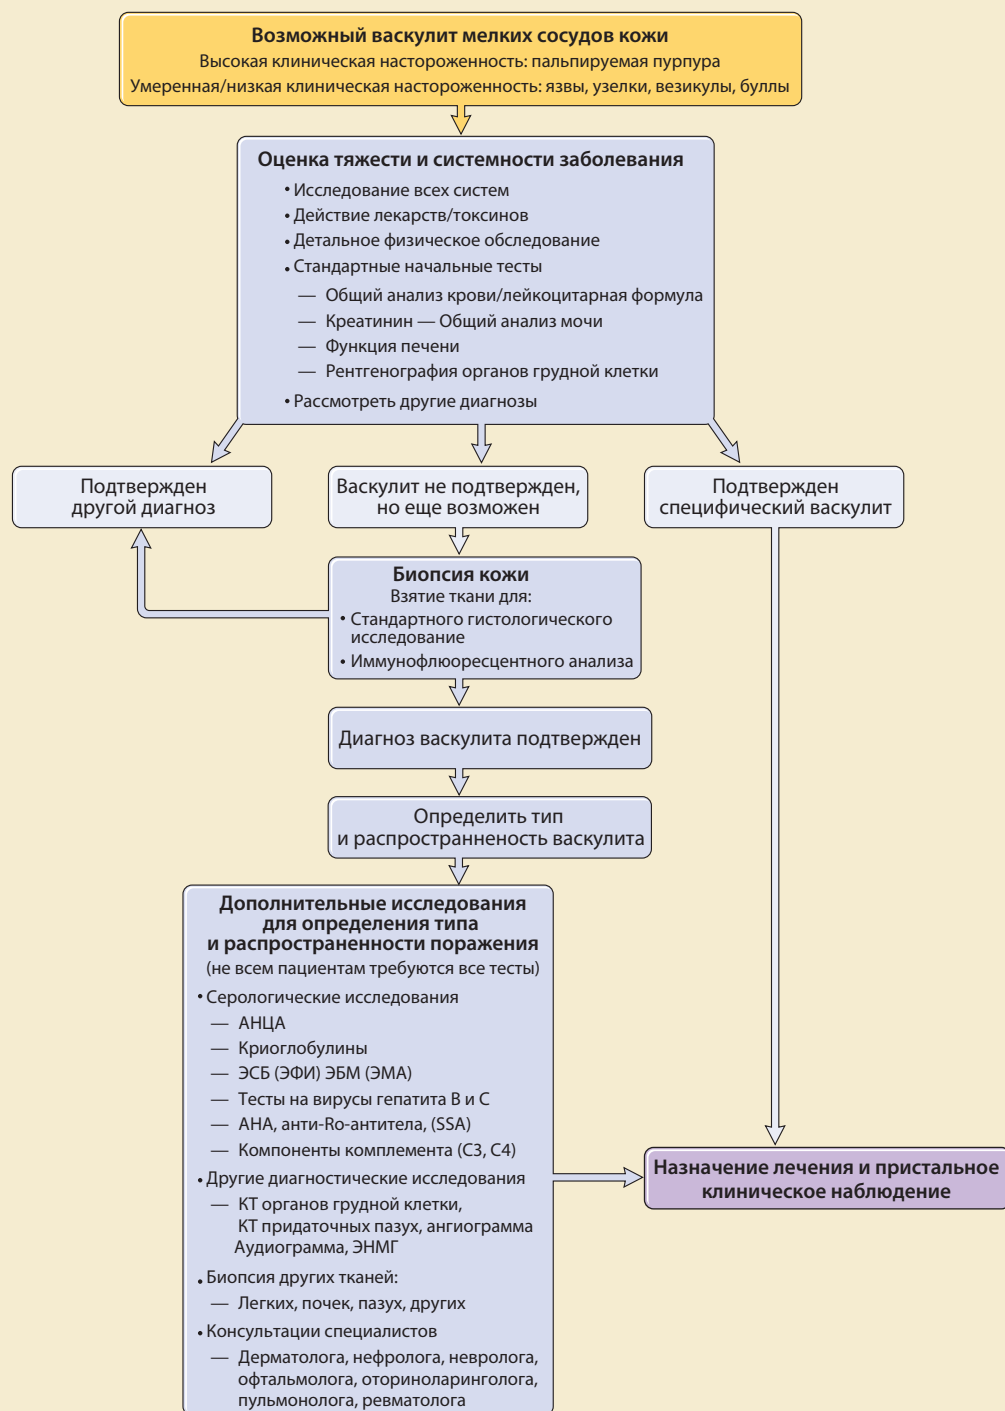 Возможный васкулит мелких сосудов кожи
Высокая клиническая настороженность: пальпируемая пурпура
Умеренная/низкая клиническая настороженность: язвы, узелки, везикулы, буллы
Оценка тяжести и системности заболевания
• Исследование всех систем
• Действие лекарств/токсинов
• Детальное физическое обследование
• Стандартные начальные тесты
— Общий анализ крови/лейкоцитарная формула
— Креатинин — Общий анализ мочи
— Функция печени
— Рентгенография органов грудной клетки
• Рассмотреть другие диагнозы
Подтвержден
другой диагноз
Васкулит не подтвержден,
но еще возможен
Подтвержден
специфический васкулит
Биопсия кожи
Взятие ткани для:
• Стандартного гистологического
исследование
• Иммунофлюоресцентного анализа
Диагноз васкулита подтвержден
Определить тип
и распространненость васкулита
Дополнительные исследования
для определения типа
и распространенности поражения
(не всем пациентам требуются все тесты)
• Серологические исследования
— АНЦА
— Криоглобулины
— ЭСБ (ЭФИ) ЭБМ (ЭМА)
— Тесты на вирусы гепатита В и С
— АНА, анти-Ro-антитела, (SSA)
— Компоненты комплемента (С3, С4)
• Другие диагностические исследования
— КТ органов грудной клетки,
КТ придаточных пазух, ангиограмма
Аудиограмма, ЭНМГ
• Биопсия других тканей:
— Легких, почек, пазух, других
• Консультации специалистов
— Дерматолога, нефролога, невролога,
офтальмолога, оториноларинголога,
пульмонолога, ревматолога
Назначение лечения и пристальное
клиническое наблюдение